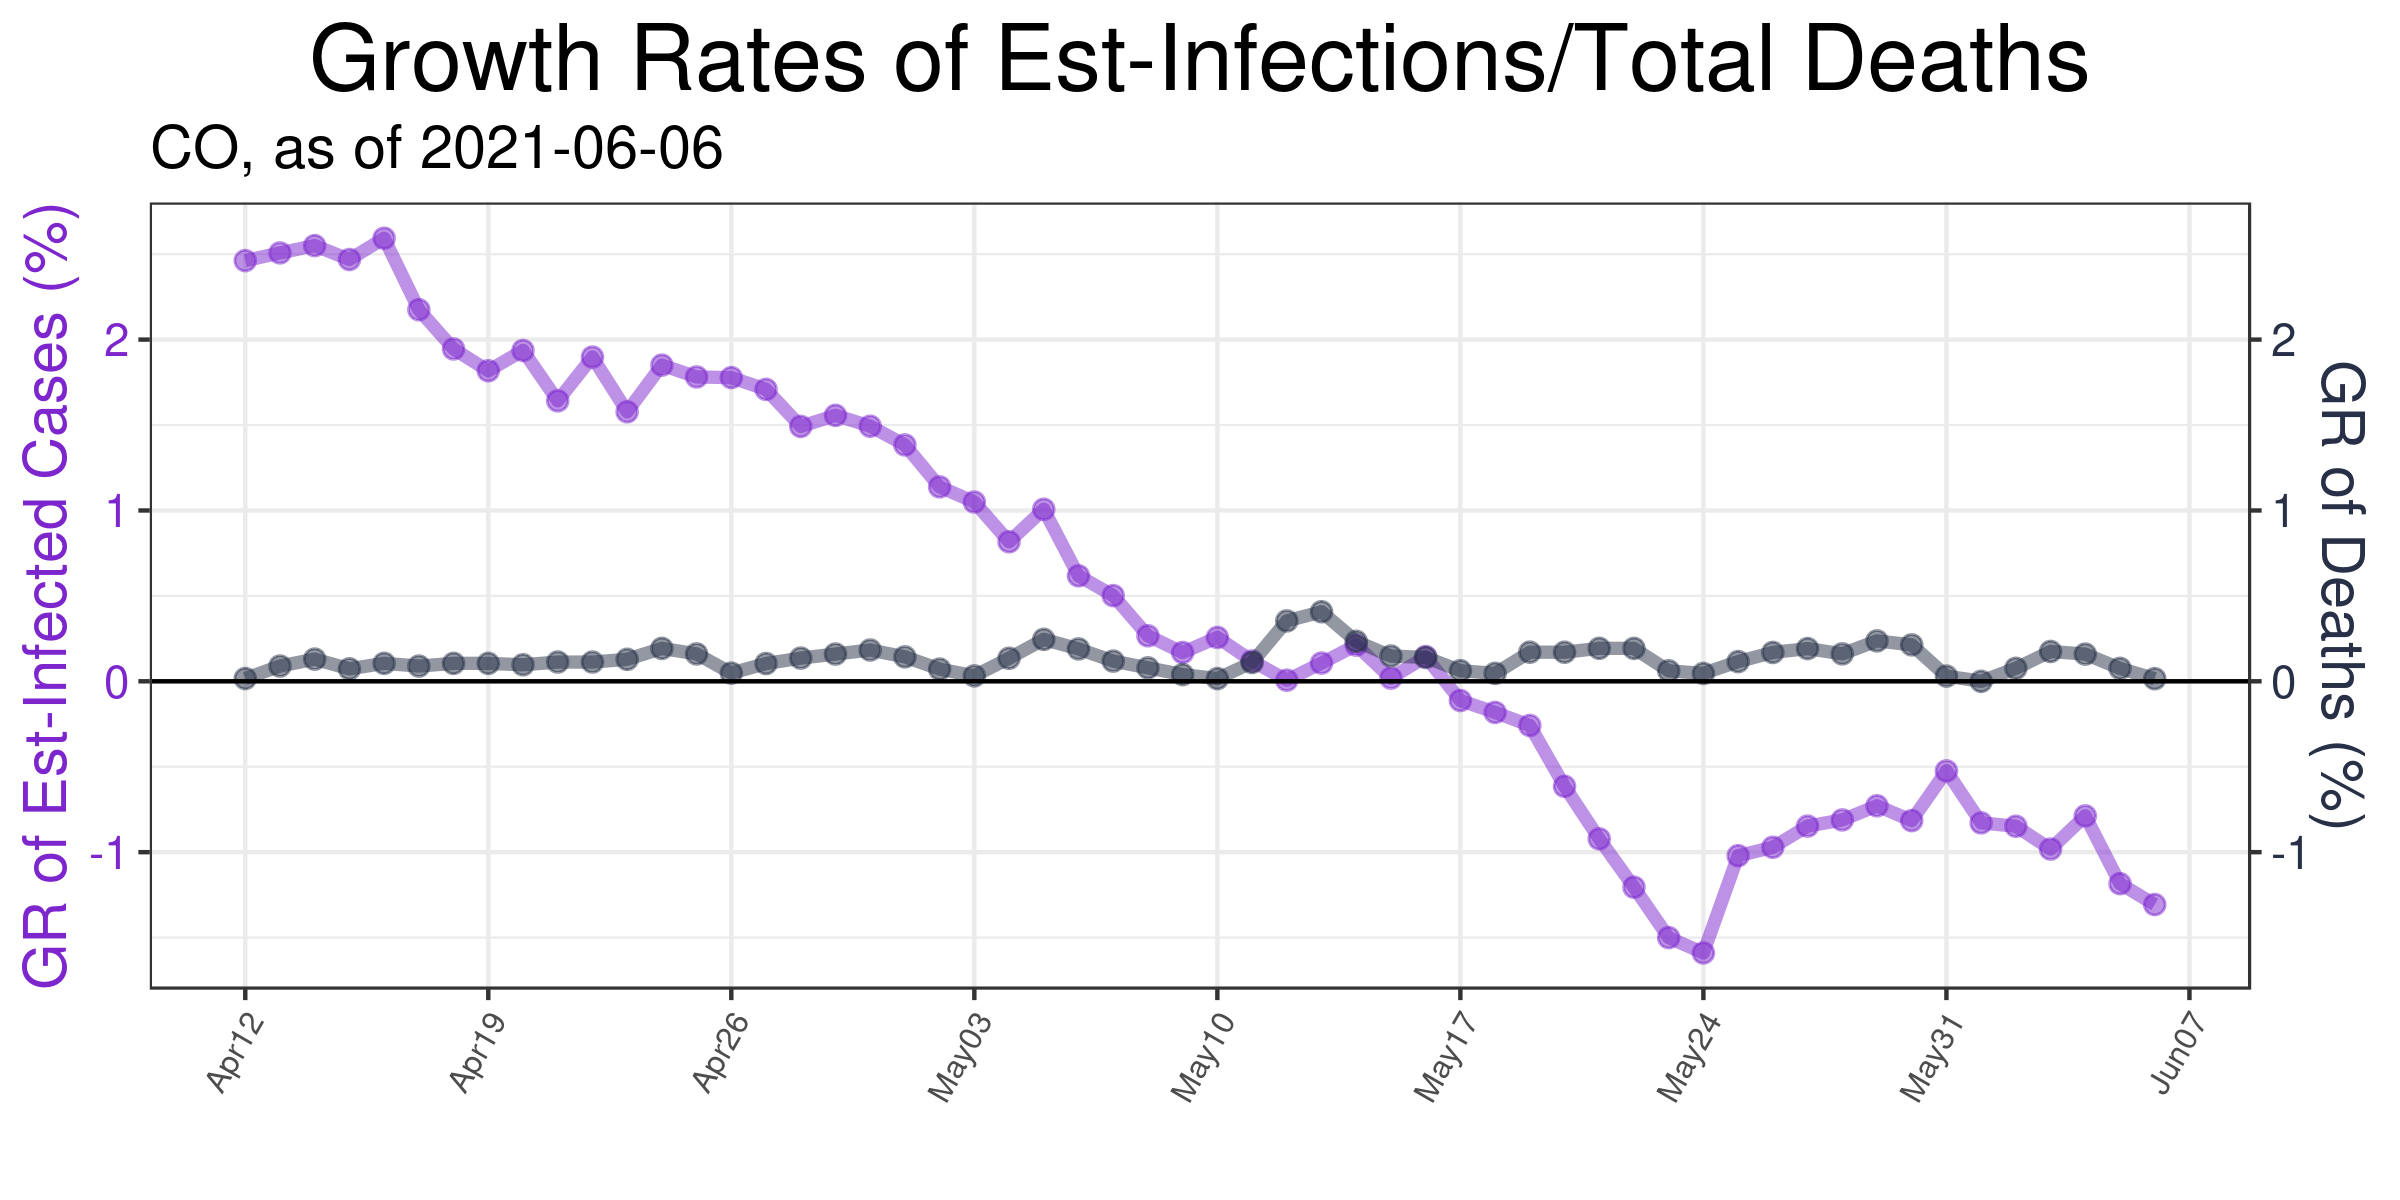 Growth Rates of Est-Infections/Total Deaths
CO, as of 2021-06-06
GR of Est-Infected Cases (%)
2
1
0
-1
2
1
0
-1
GR of Deaths (%)
Apr12
Apr19
Apr26
May03
May10
May17
May24
May31
Jun07